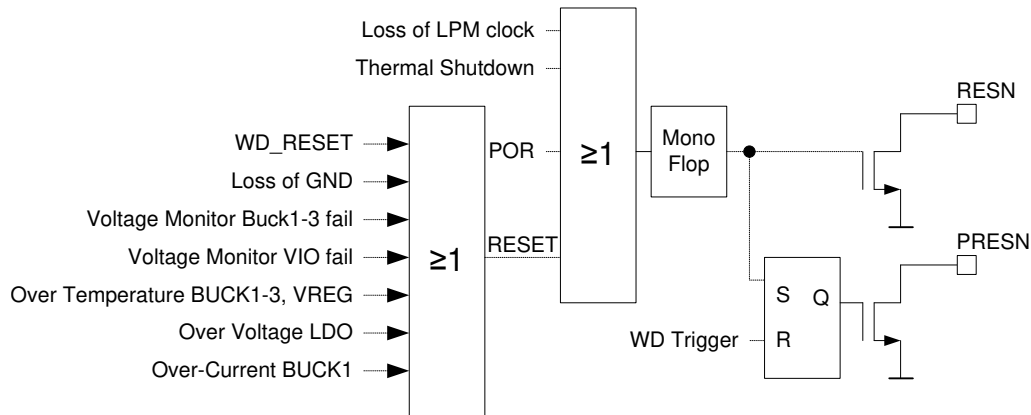 Loss of LPM clock
Thermal Shutdown
RESN
WD_RESET
POR
≥1
Mono
Flop
Loss of GND
Voltage Monitor Buck1-3 fail
RESET
PRESN
Voltage Monitor VIO fail
≥1
Over Temperature BUCK1-3, VREG
S
Q
Over Voltage LDO
WD Trigger
R
Over-Current BUCK1